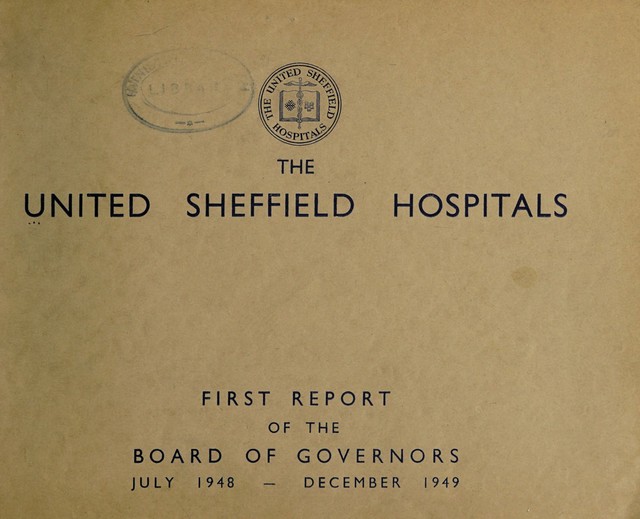 LIBRARY
THE UNITED SHEFFIELD
HOSPITALS
THE
UNITED SHEFFIELD HOSPITALS
FIRST REPORT
OF THE
BOARD OF GOVERNORS
JULY 1948 — DECEMBER 1949